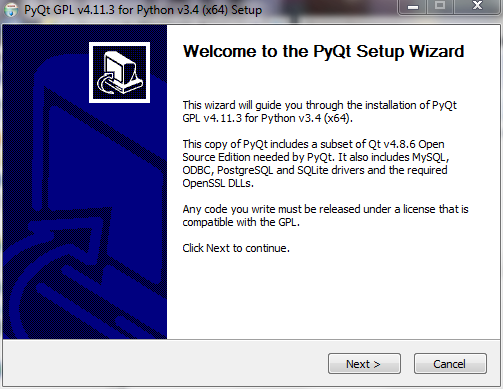 PyQt GPL v4.11.3 for Python v3.4 (x64) Setup
Welcome to the PyQt Setup Wizard
This wizard will guide you through the installation of PyQt
GPL v4.11.3 for Python v3.4 (x64).
This copy of PyQt includes a subset of Qt v4.8.6 Open
Source Edition needed by PyQt. It also includes MySQL,
ODBC, PostgreSQL and SQLite drivers and the required
OpenSSL DLLs.
Any code you write must be released under a license that is
compatible with the GPL.
Click Next to continue.
Next >
Cancel